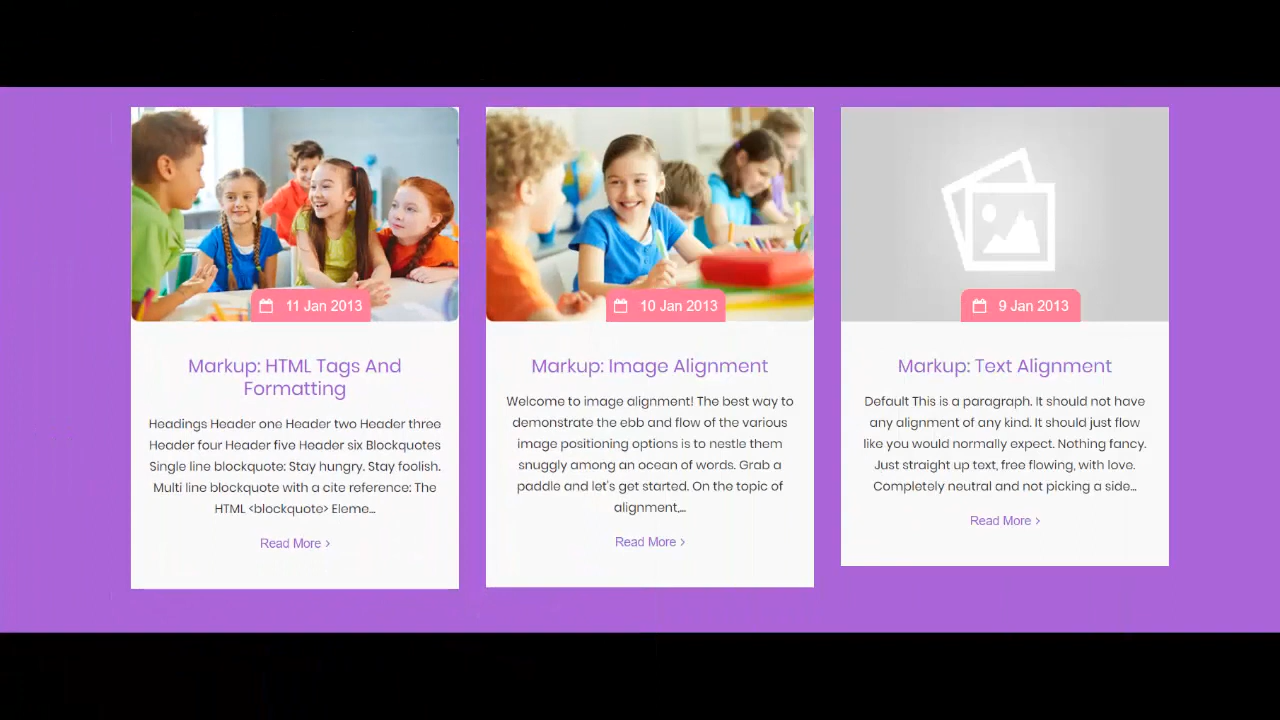 11 Jan 2013
Markup: HTML Tags And
Formatting
Headings Header one Header two Header three
Header four Header five Header six Blockquotes
Single line blockquote: Stay hungry. Stay foolish.
Multi line blockquote with a cite reference: The
HTML <blockquote> Eleme...
Read More >
10 Jan 2013
Markup: Image Alignment
Welcome to image alignment! The best way to
demonstrate the ebb and flow of the various
image positioning options is to nestle them
snuggly among an ocean of words. Grab a
paddle and let's get started. On the topic of
alignment,...
Read More >
9 Jan 2013
Markup: Text Alignment
Default This is a paragraph. It should not have
any alignment of any kind. It should just flow
like you would normally expect. Nothing fancy.
Just straight up text, free flowing, with love.
Completely neutral and not picking a side...
Read More >